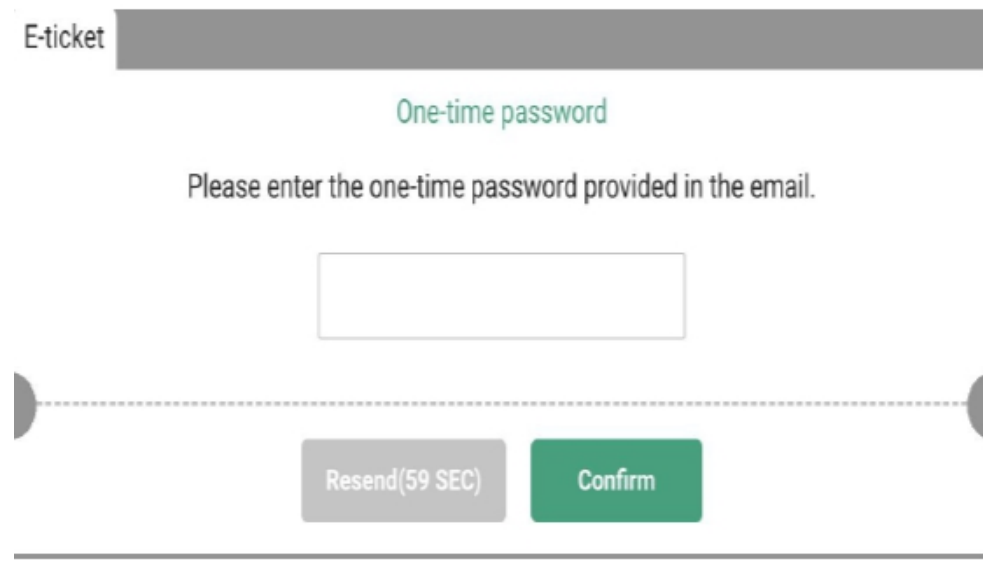 E-ticket
One-time password
Please enter the one-time password provided in the email.
Resend(59 SEC)
Confirm